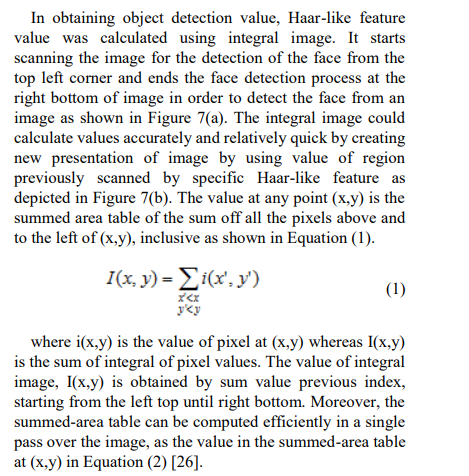 In obtaining object detection value, Haar-like feature
value was calculated using integral image. It starts
scanning the image for the detection of the face from the
top left corner and ends the face detection process at the
right bottom of image in order to detect the face from an
image as shown in Figure 7(a). The integral image could
calculate values accurately and relatively quick by creating
new presentation of image by using value of region
previously scanned by specific Haar-like feature as
depicted in Figure 7(b). The value at any point (x,y) is the
summed area table of the sum off all the pixels above and
to the left of (x,y), inclusive as shown in Equation (1).
I(x, y) = ∑i(x', y')
x'<x
y'<y
(1)
where i(x,y) is the value of pixel at (x,y) whereas I(x,y)
is the sum of integral of pixel values. The value of integral
image, I(x,y) is obtained by sum value previous index,
starting from the left top until right bottom. Moreover, the
summed-area table can be computed efficiently in a single
pass over the image, as the value in the summed-area table
at (x,y) in Equation (2) [26].